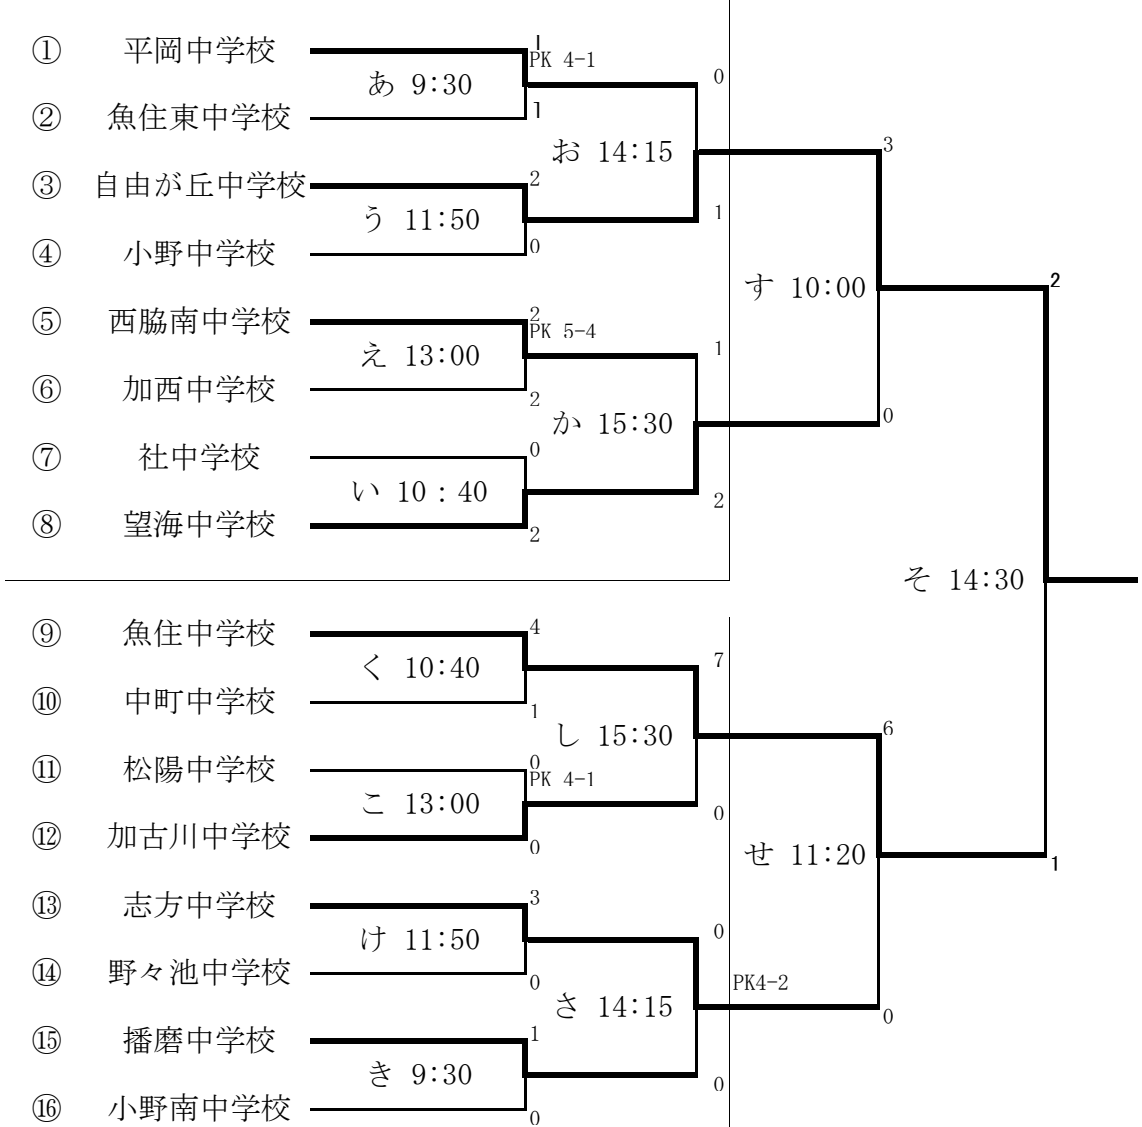 1
① 平岡中学校
PK 4-1
あ 9:30
0
1
② 魚住東中学校
3
お 14:15
2
③ 自由が丘中学校
う 11:50
1
0
④ 小野中学校
す 10:00
2
2
⑤ 西脇南中学校
PK 5-4
え 13:00
1
⑥ 加西中学校
2
か 15:30
0
0
⑦ 社中学校
い 10：40
2
⑧ 望海中学校
2
そ 14:30
4
⑨ 魚住中学校
く 10:40
7
⑩ 中町中学校
1
6
し 15:30
0
⑪ 松陽中学校
PK 4-1
こ 13:00
0
⑫ 加古川中学校
0
せ 11:20
1
3
⑬ 志方中学校
け 11:50
0
⑭ 野々池中学校
0
PK4-2
さ 14:15
0
1
⑮ 播磨中学校
き 9:30
0
⑯ 小野南中学校
0